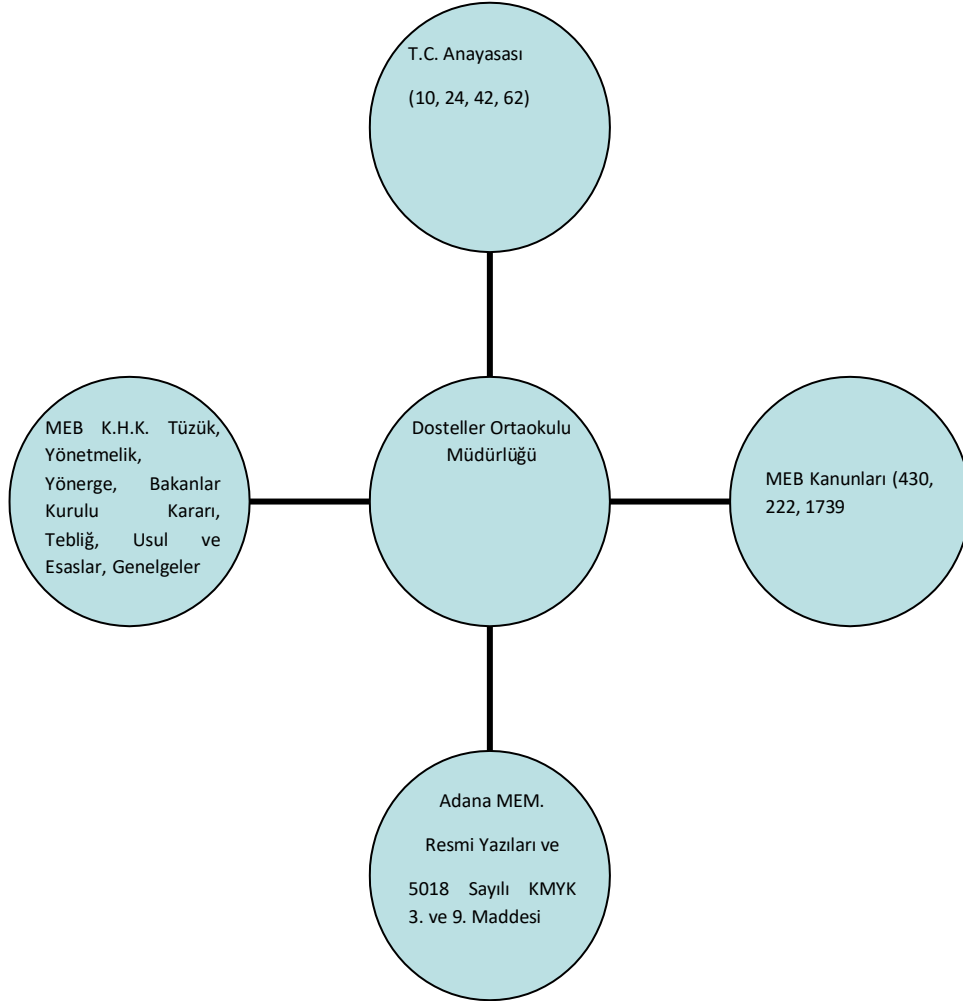 T.C. Anayasası
(10, 24, 42, 62)
MEB K.H.K. Tüzük,
Yönetmelik,
Yönerge, Bakanlar
Kurulu Kararı,
Tebliğ, Usul ve
Esaslar, Genelgeler
Dosteller Ortaokulu
Müdürlüğü
MEB Kanunları (430,
222, 1739
Adana MEM.
Resmi Yazıları ve
5018 Sayılı KMYK
3. ve 9. Maddesi